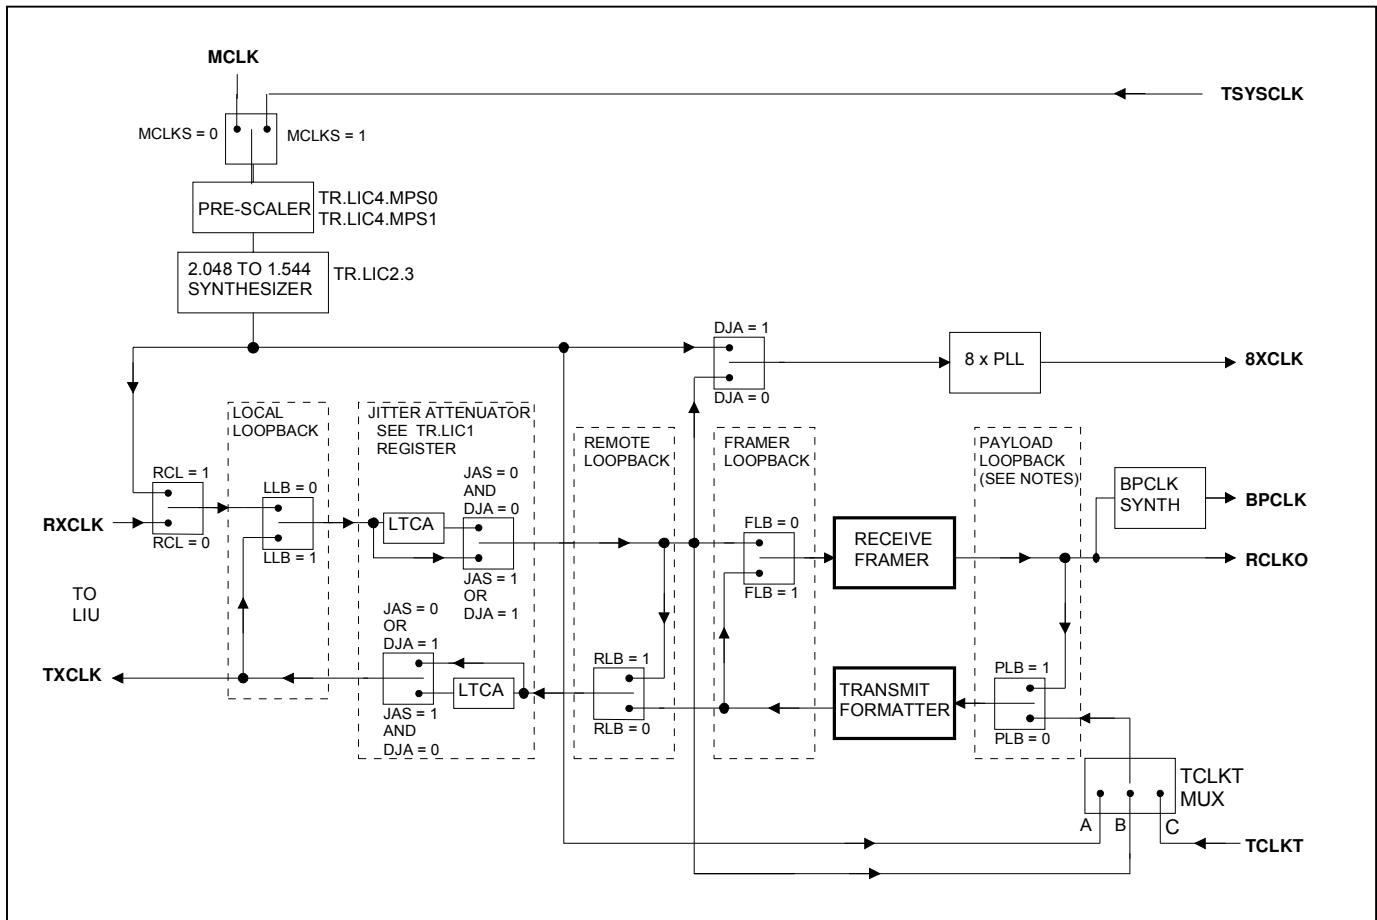 MCLK
TSYSCLK
MCLKS = 0
MCLKS = 1
PRE-SCALER
TR.LIC4.MPS0
TR.LIC4.MPS1
2.048 TO 1.544
SYNTHESIZER
TR.LIC2.3
DJA = 1
8 x PLL
8XCLK
DJA = 0
LOCAL
LOOPBACK
JITTER ATTENUATOR
SEE TR.LIC1
REGISTER
REMOTE
LOOPBACK
FRAMER
LOOPBACK
PAYLOAD
LOOPBACK
(SEE NOTES)
RCL = 1
LLB = 0
JAS = 0
AND
DJA = 0
BPCLK
SYNTH
BPCLK
RXCLK
LTCA
FLB = 0
RECEIVE
FRAMER
RCL = 0
LLB = 1
RCLKO
JAS = 1
OR
DJA = 1
FLB = 1
TO
LIU
JAS = 0
OR
DJA = 1
TXCLK
LTCA
RLB = 1
TRANSMIT
FORMATTER
PLB = 1
JAS = 1
AND
DJA = 0
RLB = 0
PLB = 0
TCLKT
MUX
A
B
C
TCLKT